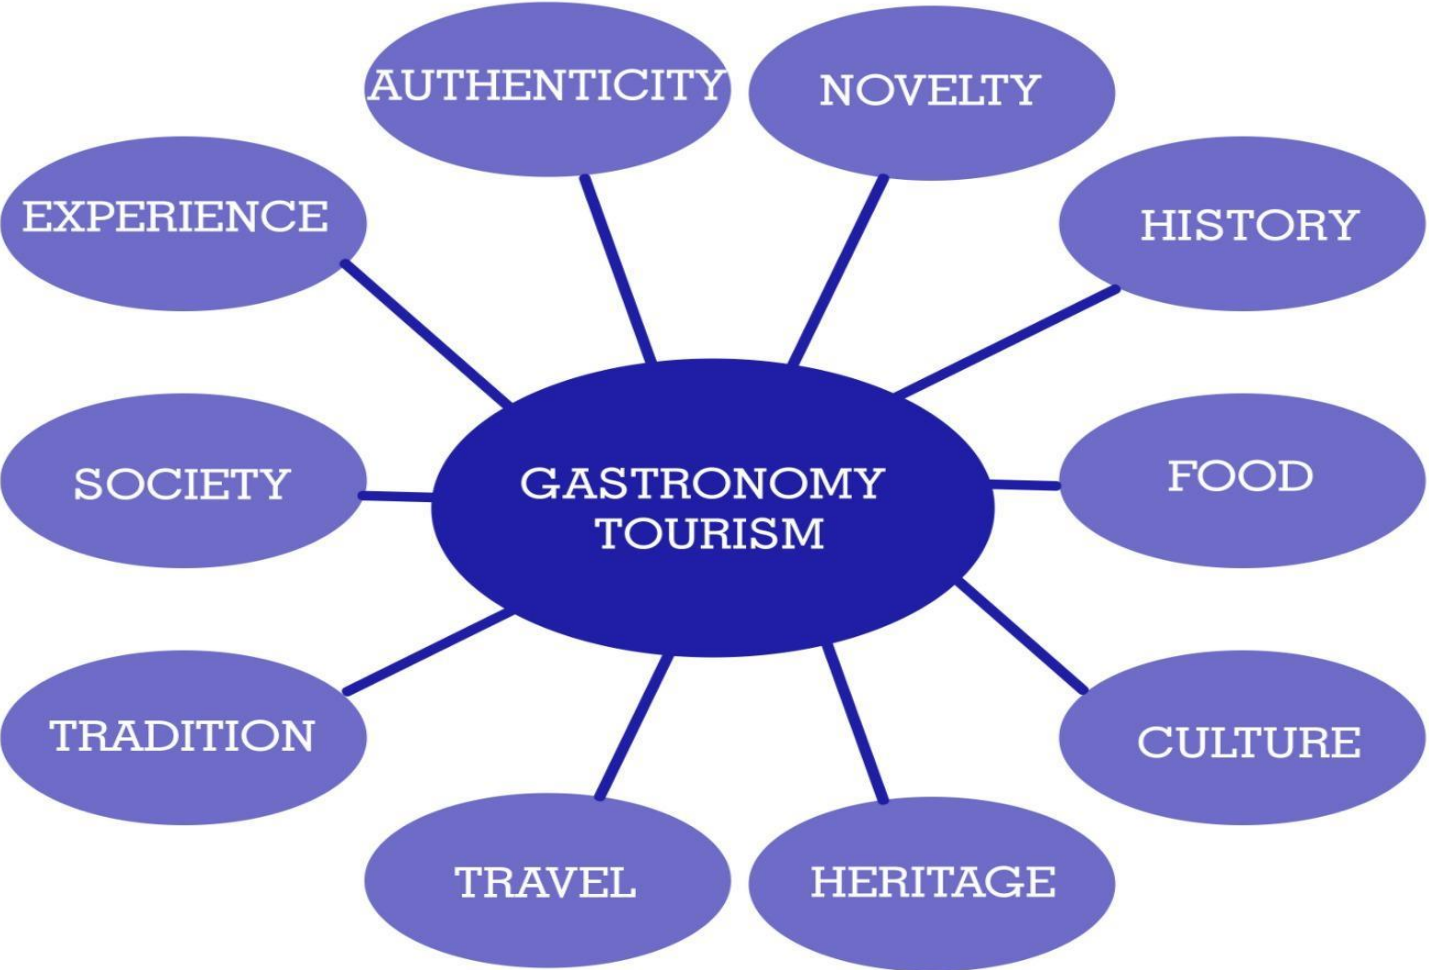 AUTHENTICITY
NOVELTY
EXPERIENCE
HISTORY
SOCIETY
GASTRONOMY
TOURISM
FOOD
TRADITION
CULTURE
TRAVEL
HERITAGE